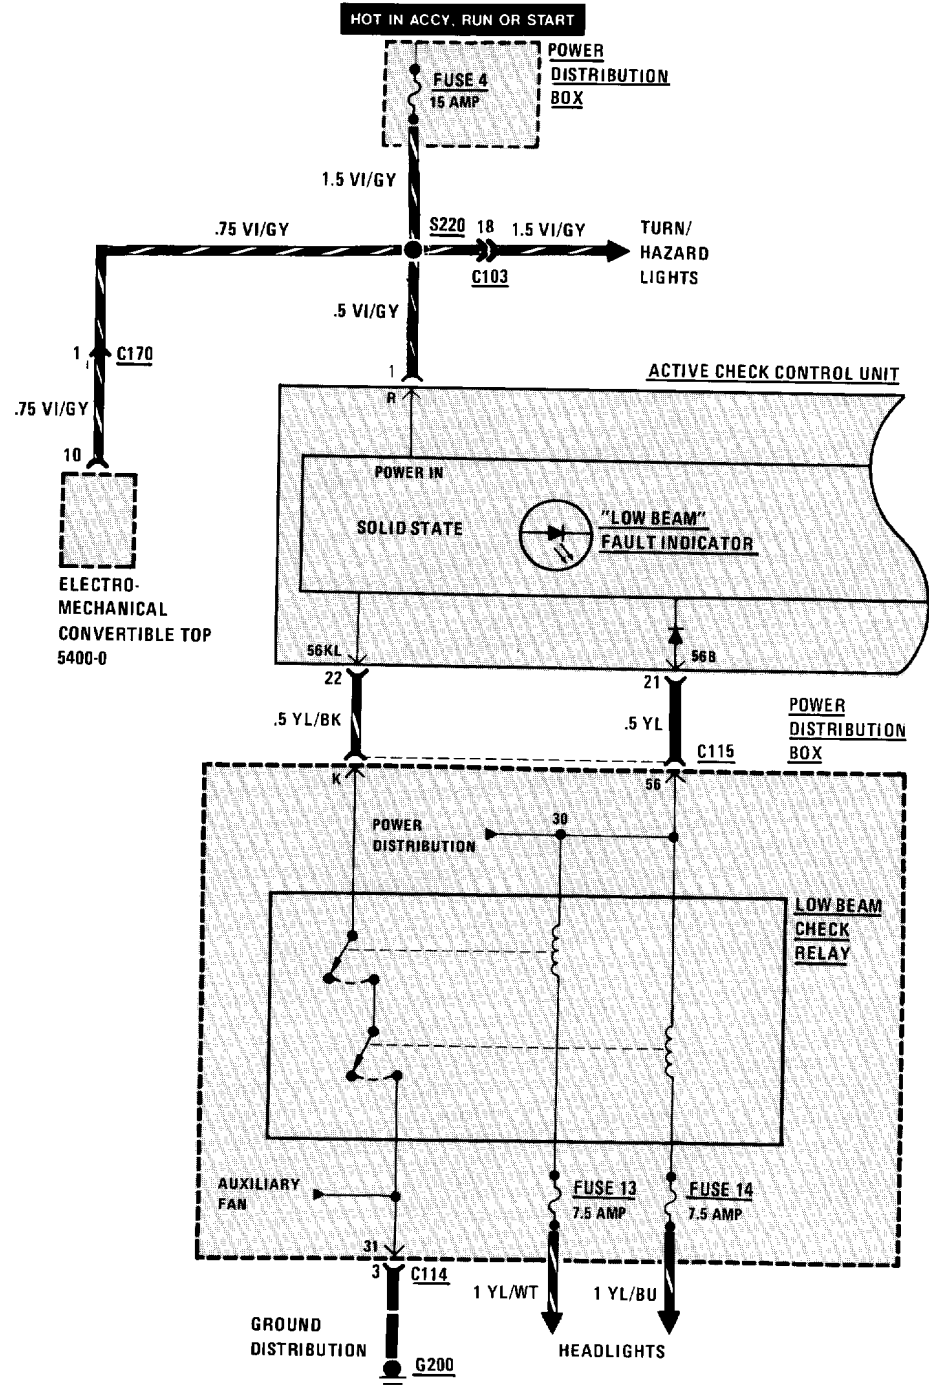 HOT IN ACCY, RUN OR START
POWER
DISTRIBUTION
BOX
FUSE 4
15 AMP
1.5 VI/GY
.75 VI/GY
S220
18
1.5 VI/GY
C103
TURN/
HAZARD
LIGHTS
.5 VI/GY
1
C170
.75 VI/GY
10
1
R
ACTIVE CHECK CONTROL UNIT
POWER IN
SOLID STATE
"LOW BEAM"
FAULT INDICATOR
ELECTRO-
MECHANICAL
CONVERTIBLE TOP
5400-0
56KL
56B
22
21
.5 YL/BK
.5 YL
C115
POWER
DISTRIBUTION
BOX
K
56
POWER
DISTRIBUTION
30
LOW BEAM
CHECK
RELAY
AUXILIARY
FAN
FUSE 13
7.5 AMP
FUSE 14
7.5 AMP
31
3
C114
1 YL/WT
1 YL/BU
GROUND
DISTRIBUTION
G200
HEADLIGHTS